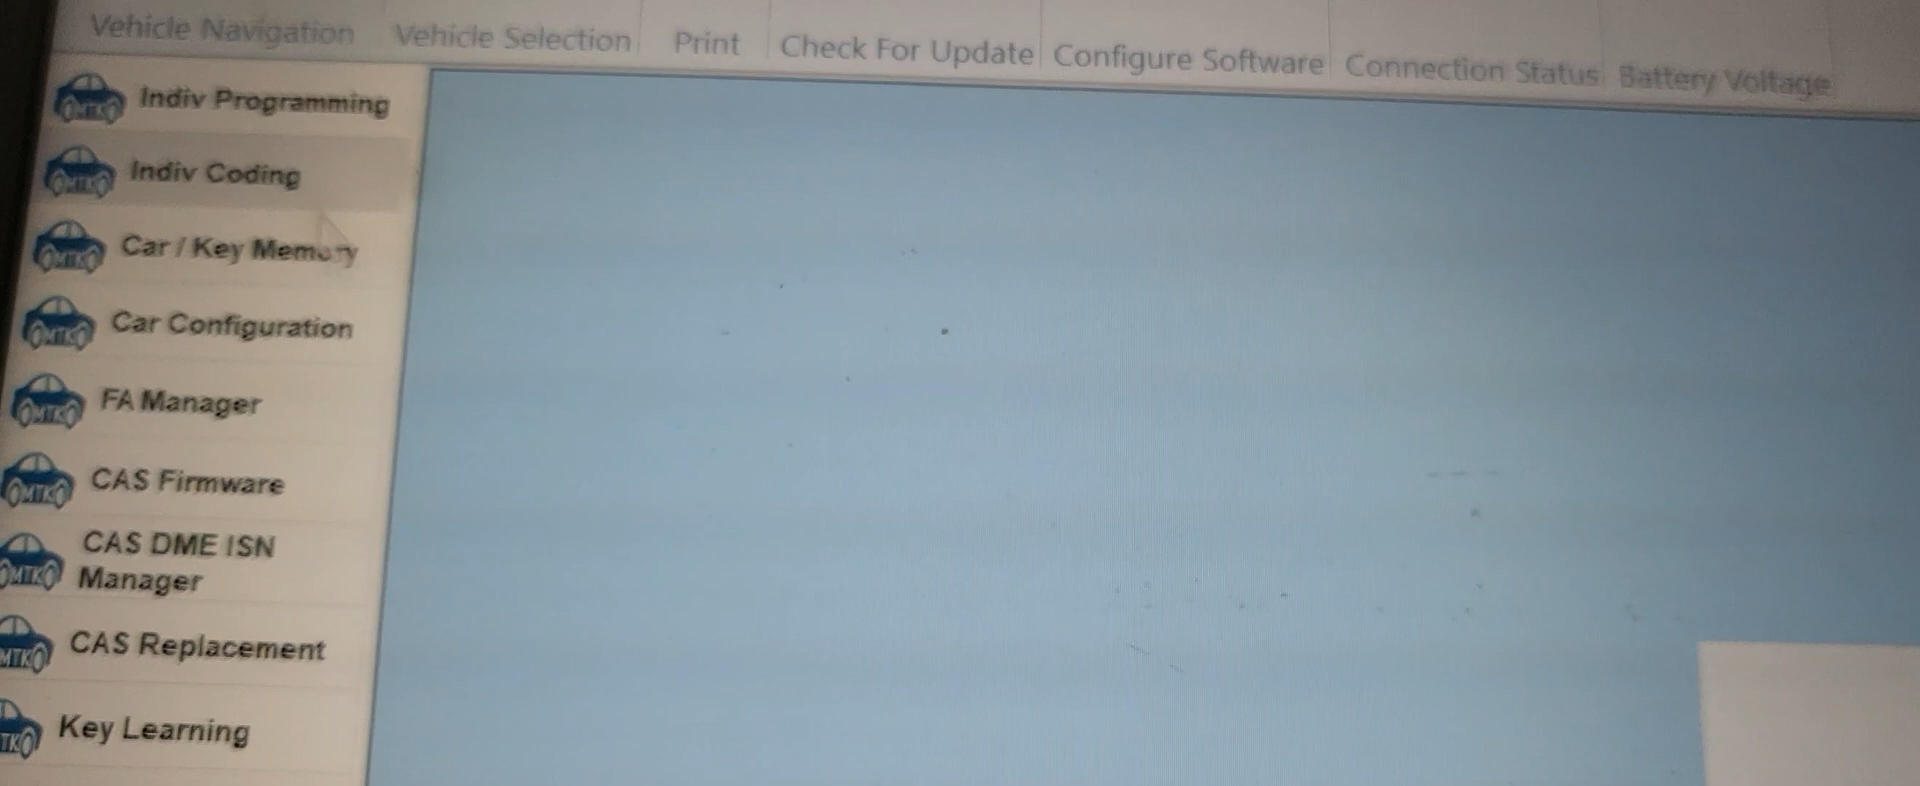 Vehicle Navigation Vehicle Selection Print Check For Update Configure Software Connection Status Battery Voltage
Indiv Programming
Indiv Coding
Car / Key Memory
Car Configuration
FA Manager
CAS Firmware
CAS DME ISN
Manager
CAS Replacement
Key Learning